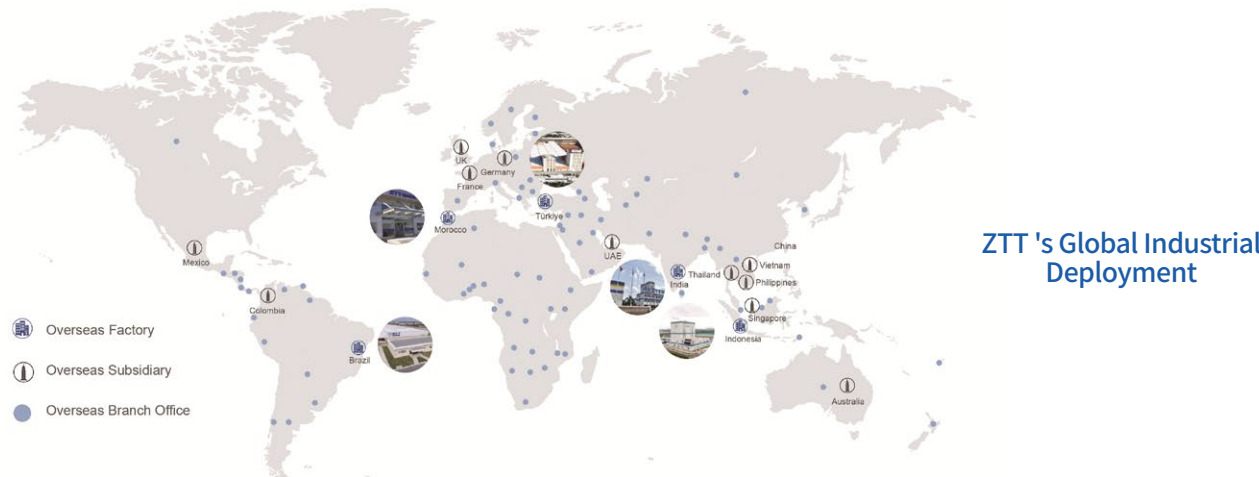 ZTT 's Global Industrial
Deployment
UK
Germany
France
Türkiye
Morocco
UAE
China
Thailand
Vietnam
India
Philippines
Singapore
Indonesia
Mexico
Colombia
Brazil
Australia
Overseas Factory
Overseas Subsidiary
Overseas Branch Office